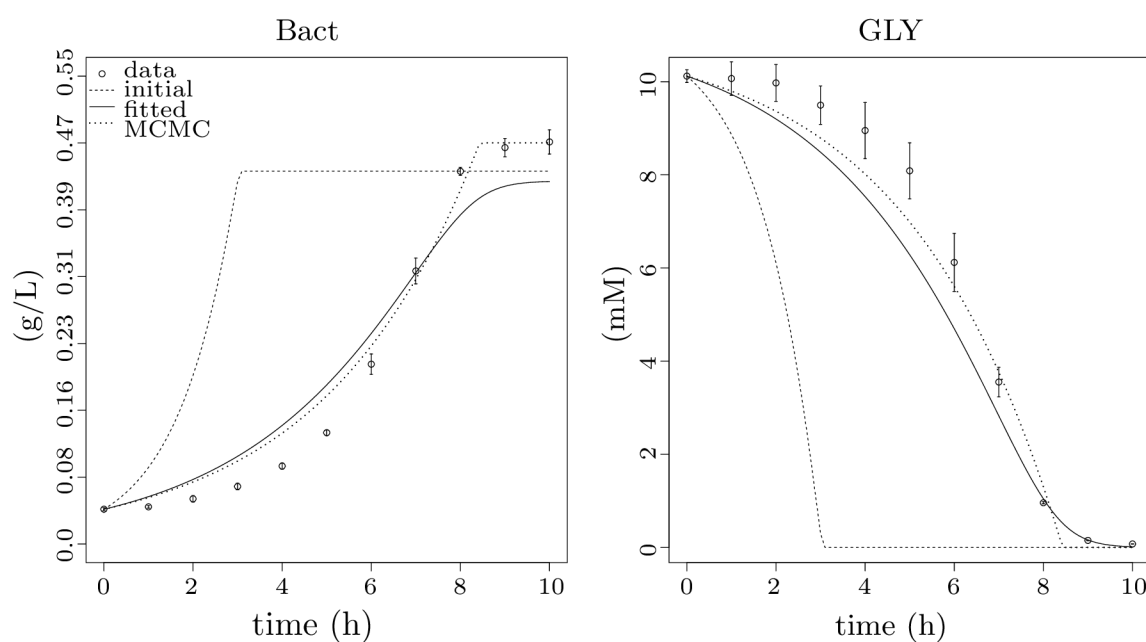 Bact
data
initial
fitted
MCMC
0.55
0.47
0.39
0.31
0.23
0.16
0.08
0.0
(g/L)
0 2 4 6 8 10
time (h)
GLY
10
8
6
4
2
0
(mM)
0 2 4 6 8 10
time (h)